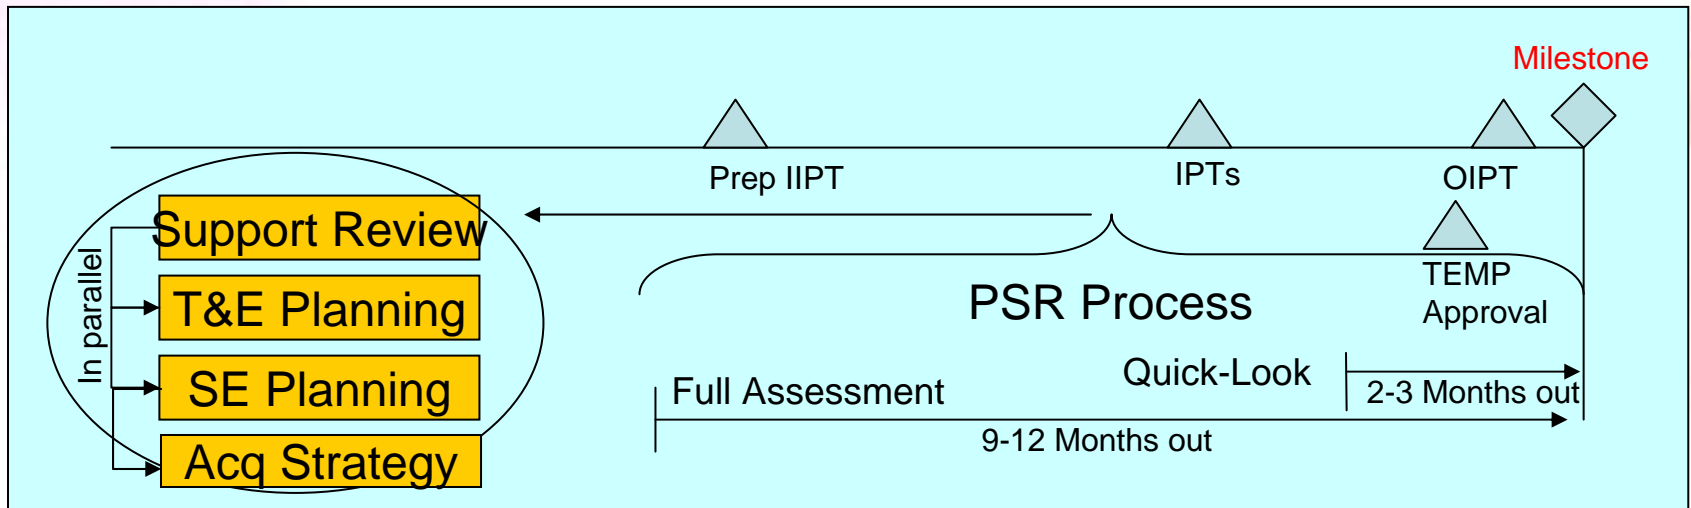 Milestone
Prep IIPT
IPTs
OIPT
Support Review
T&E Planning
SE Planning
Acq Strategy
In parallel
PSR Process
TEMP
Approval
Full Assessment
Quick-Look
2-3 Months out
9-12 Months out